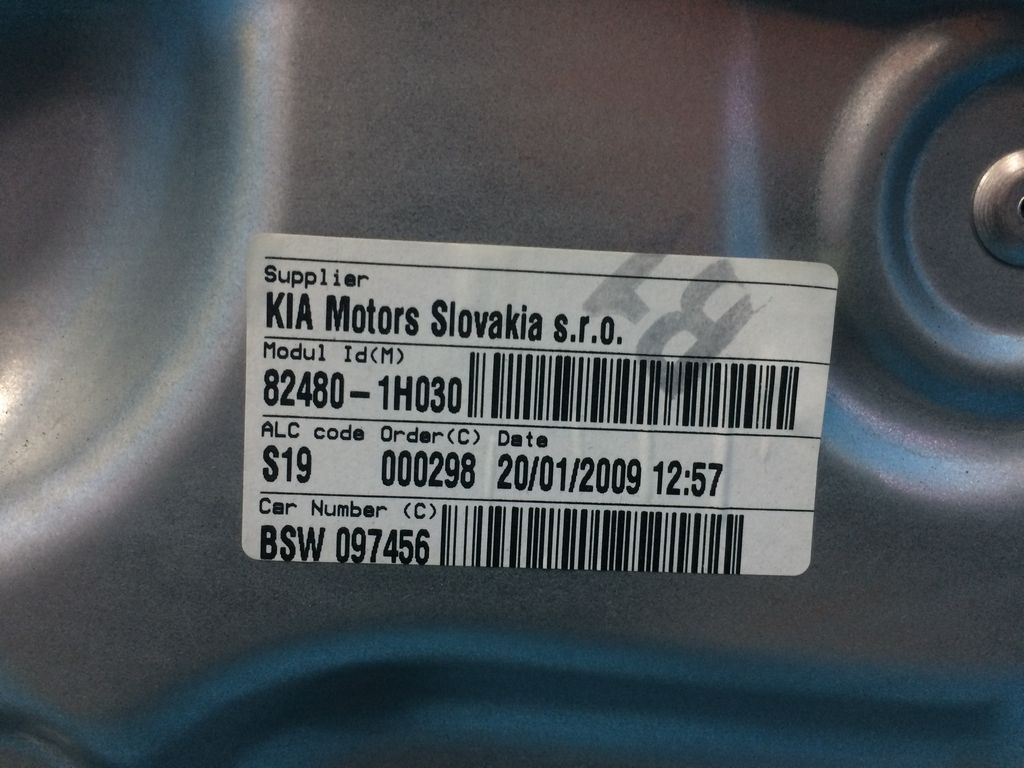 Supplier
KIA Motors Slovakia s.r.o.
Modul Id(M)
82480-1H030
ALC code Order(C) Date
S19 000298 20/01/2009 12:57
Car Number (C)
BSW 097456